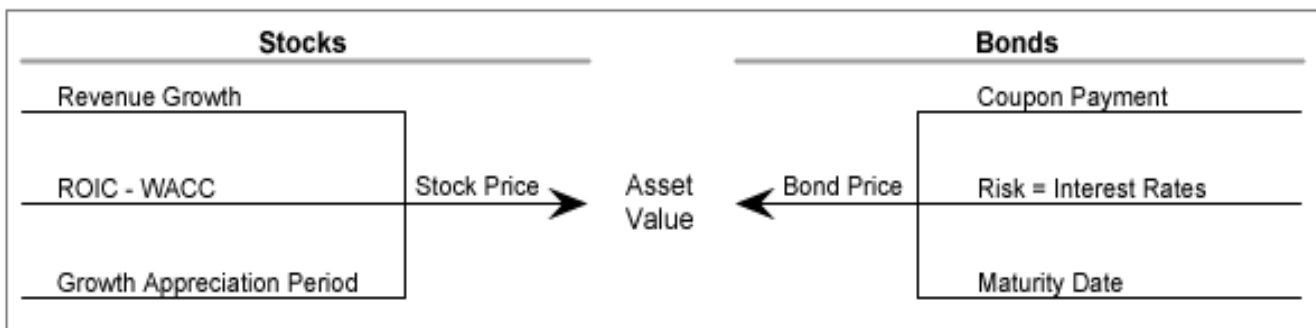 Stocks
Bonds
Revenue Growth
Coupon Payment
ROIC - WACC
Stock Price
Asset
Value
Bond Price
Risk = Interest Rates
Growth Appreciation Period
Maturity Date